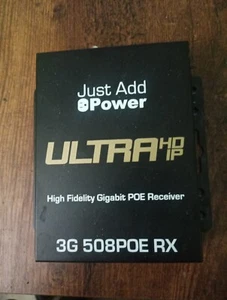 Just Add
Power
ULTRA HD
IP
High Fidelity Gigabit POE Receiver
3G 508POE RX